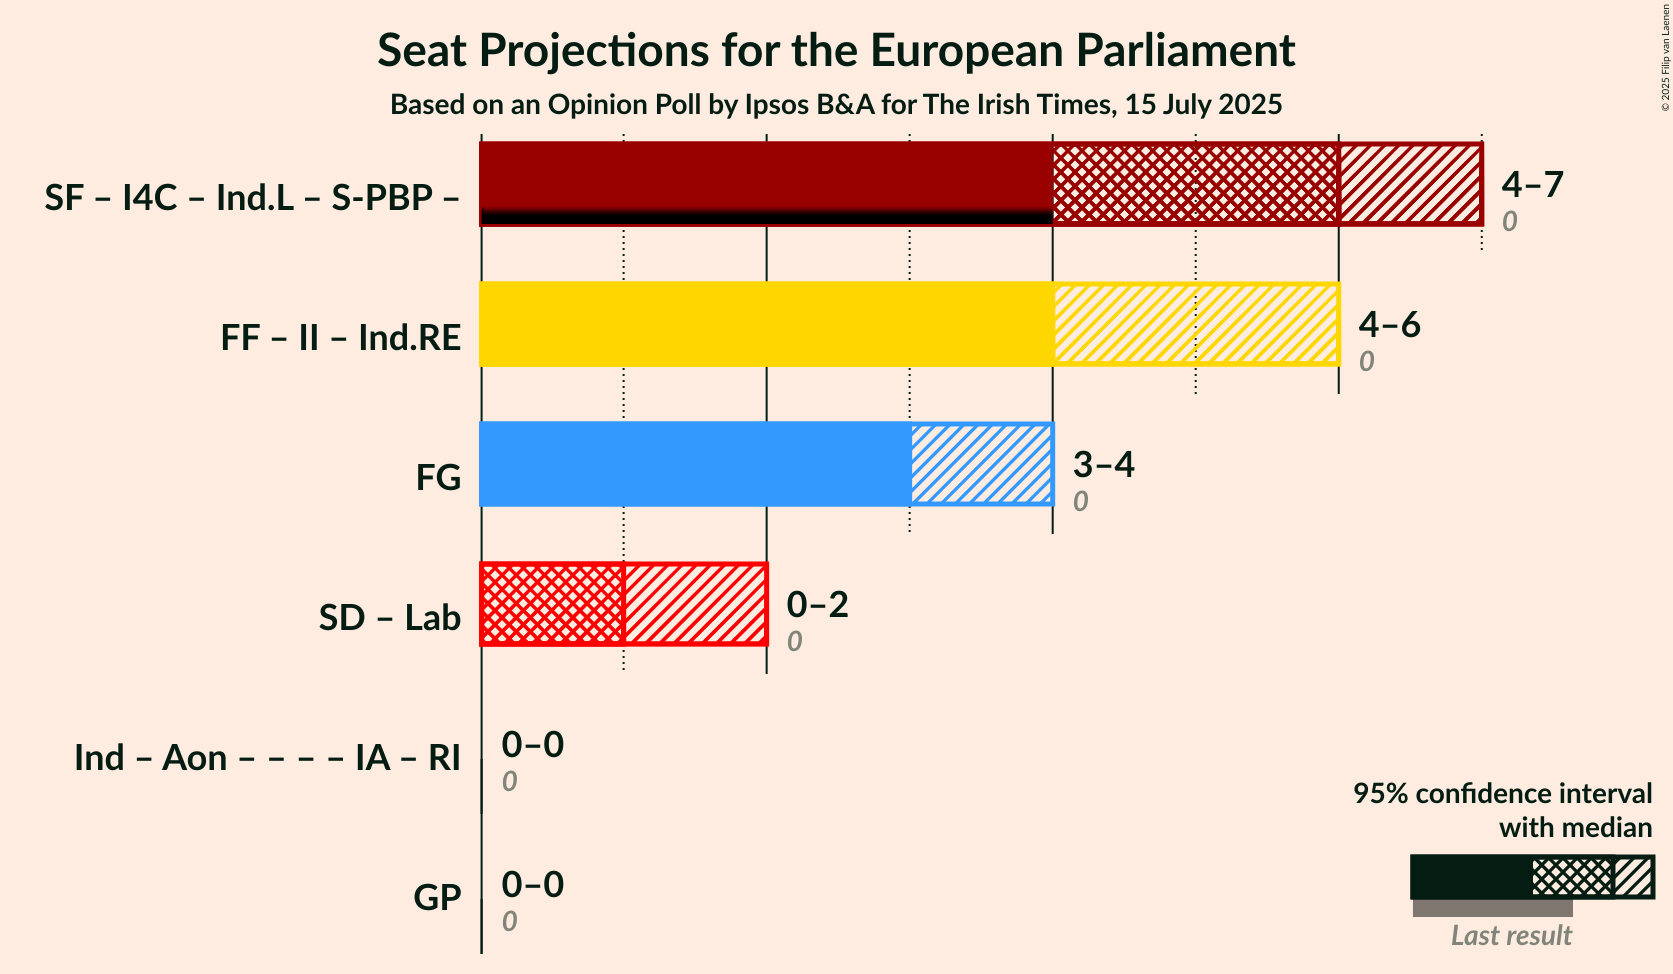 Seat Projections for the European Parliament
Based on an Opinion Poll by Ipsos B&A for The Irish Times, 15 July 2025
© 2025 Filip van Laenen
SF – I4C – Ind.L – S-PBP –
4–7
0
FF – II – Ind.RE
4–6
0
FG
3–4
0
SD – Lab
0–2
0
Ind – Aon – – – – IA – RI
0–0
0
GP
0–0
0
95% confidence interval
with median
Last result